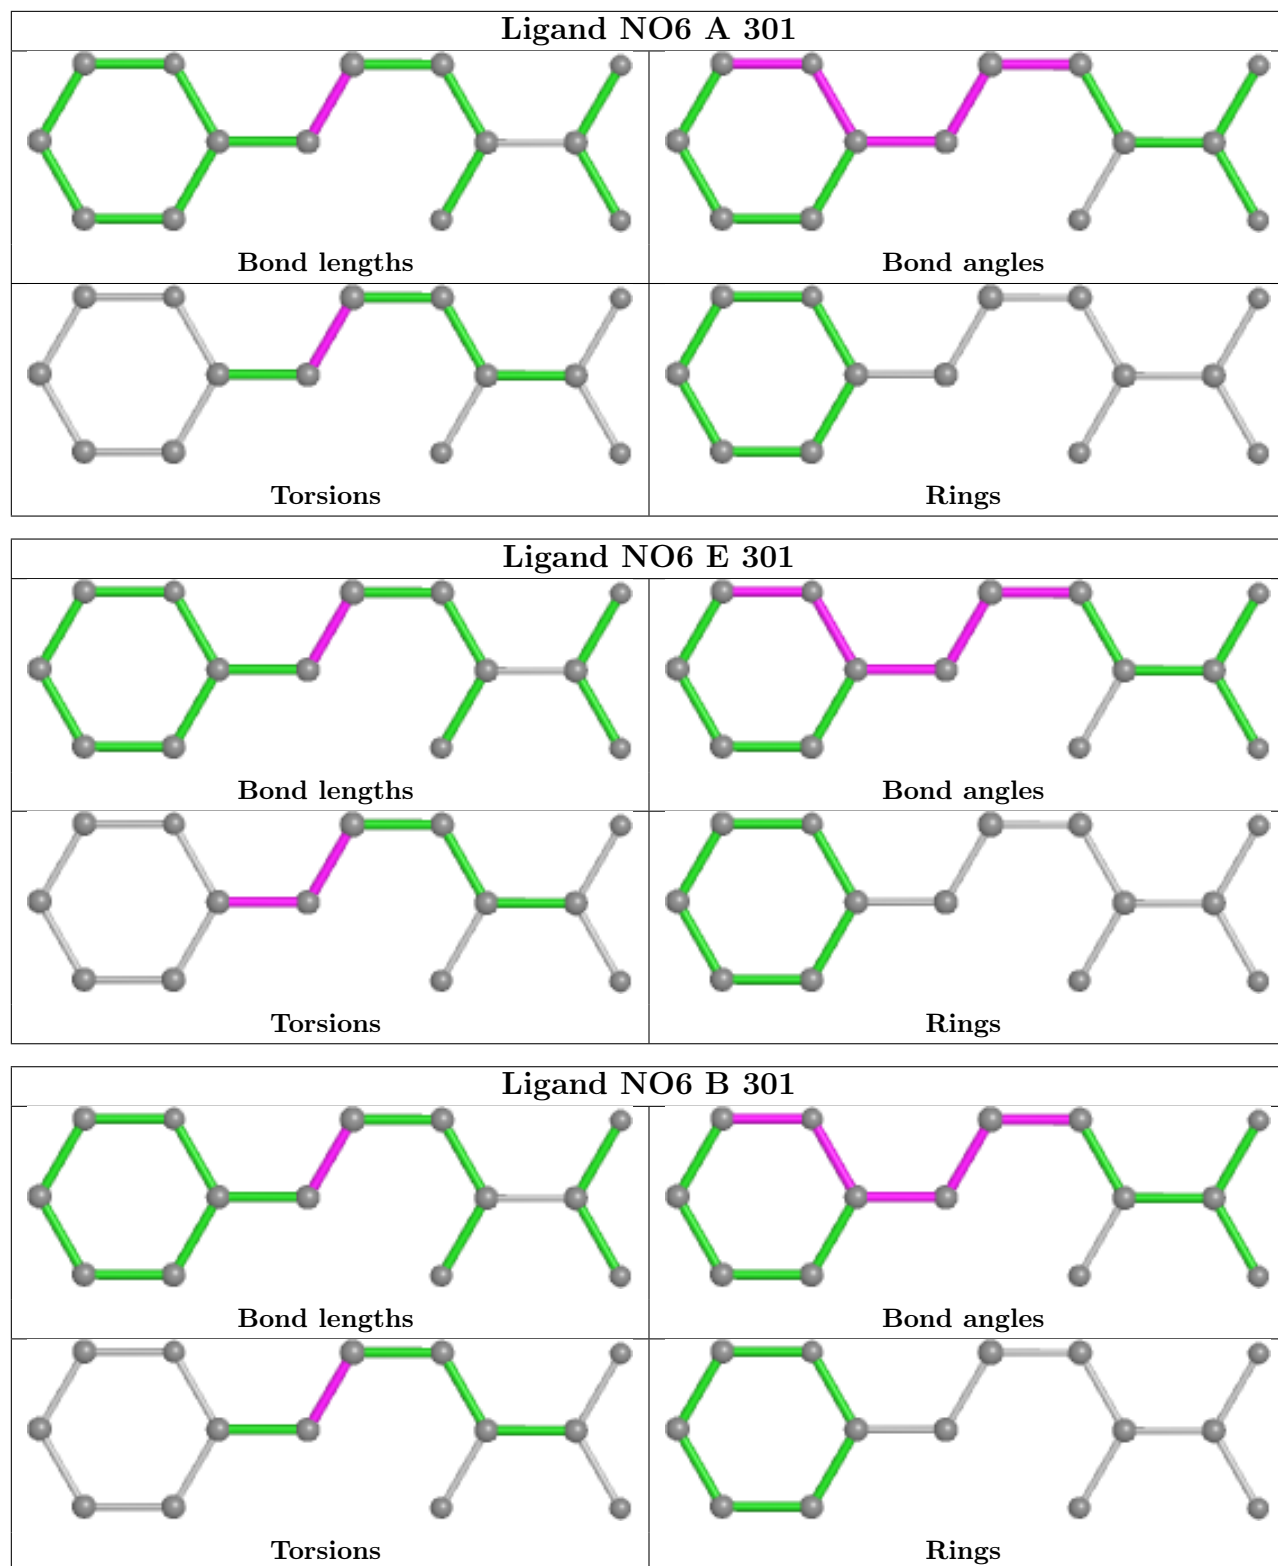 Ligand NO6 A 301
Bond lengths
Bond angles
Torsions
Rings
Ligand NO6 E 301
Bond lengths
Bond angles
Torsions
Rings
Ligand NO6 B 301
Bond lengths
Bond angles
Torsions
Rings